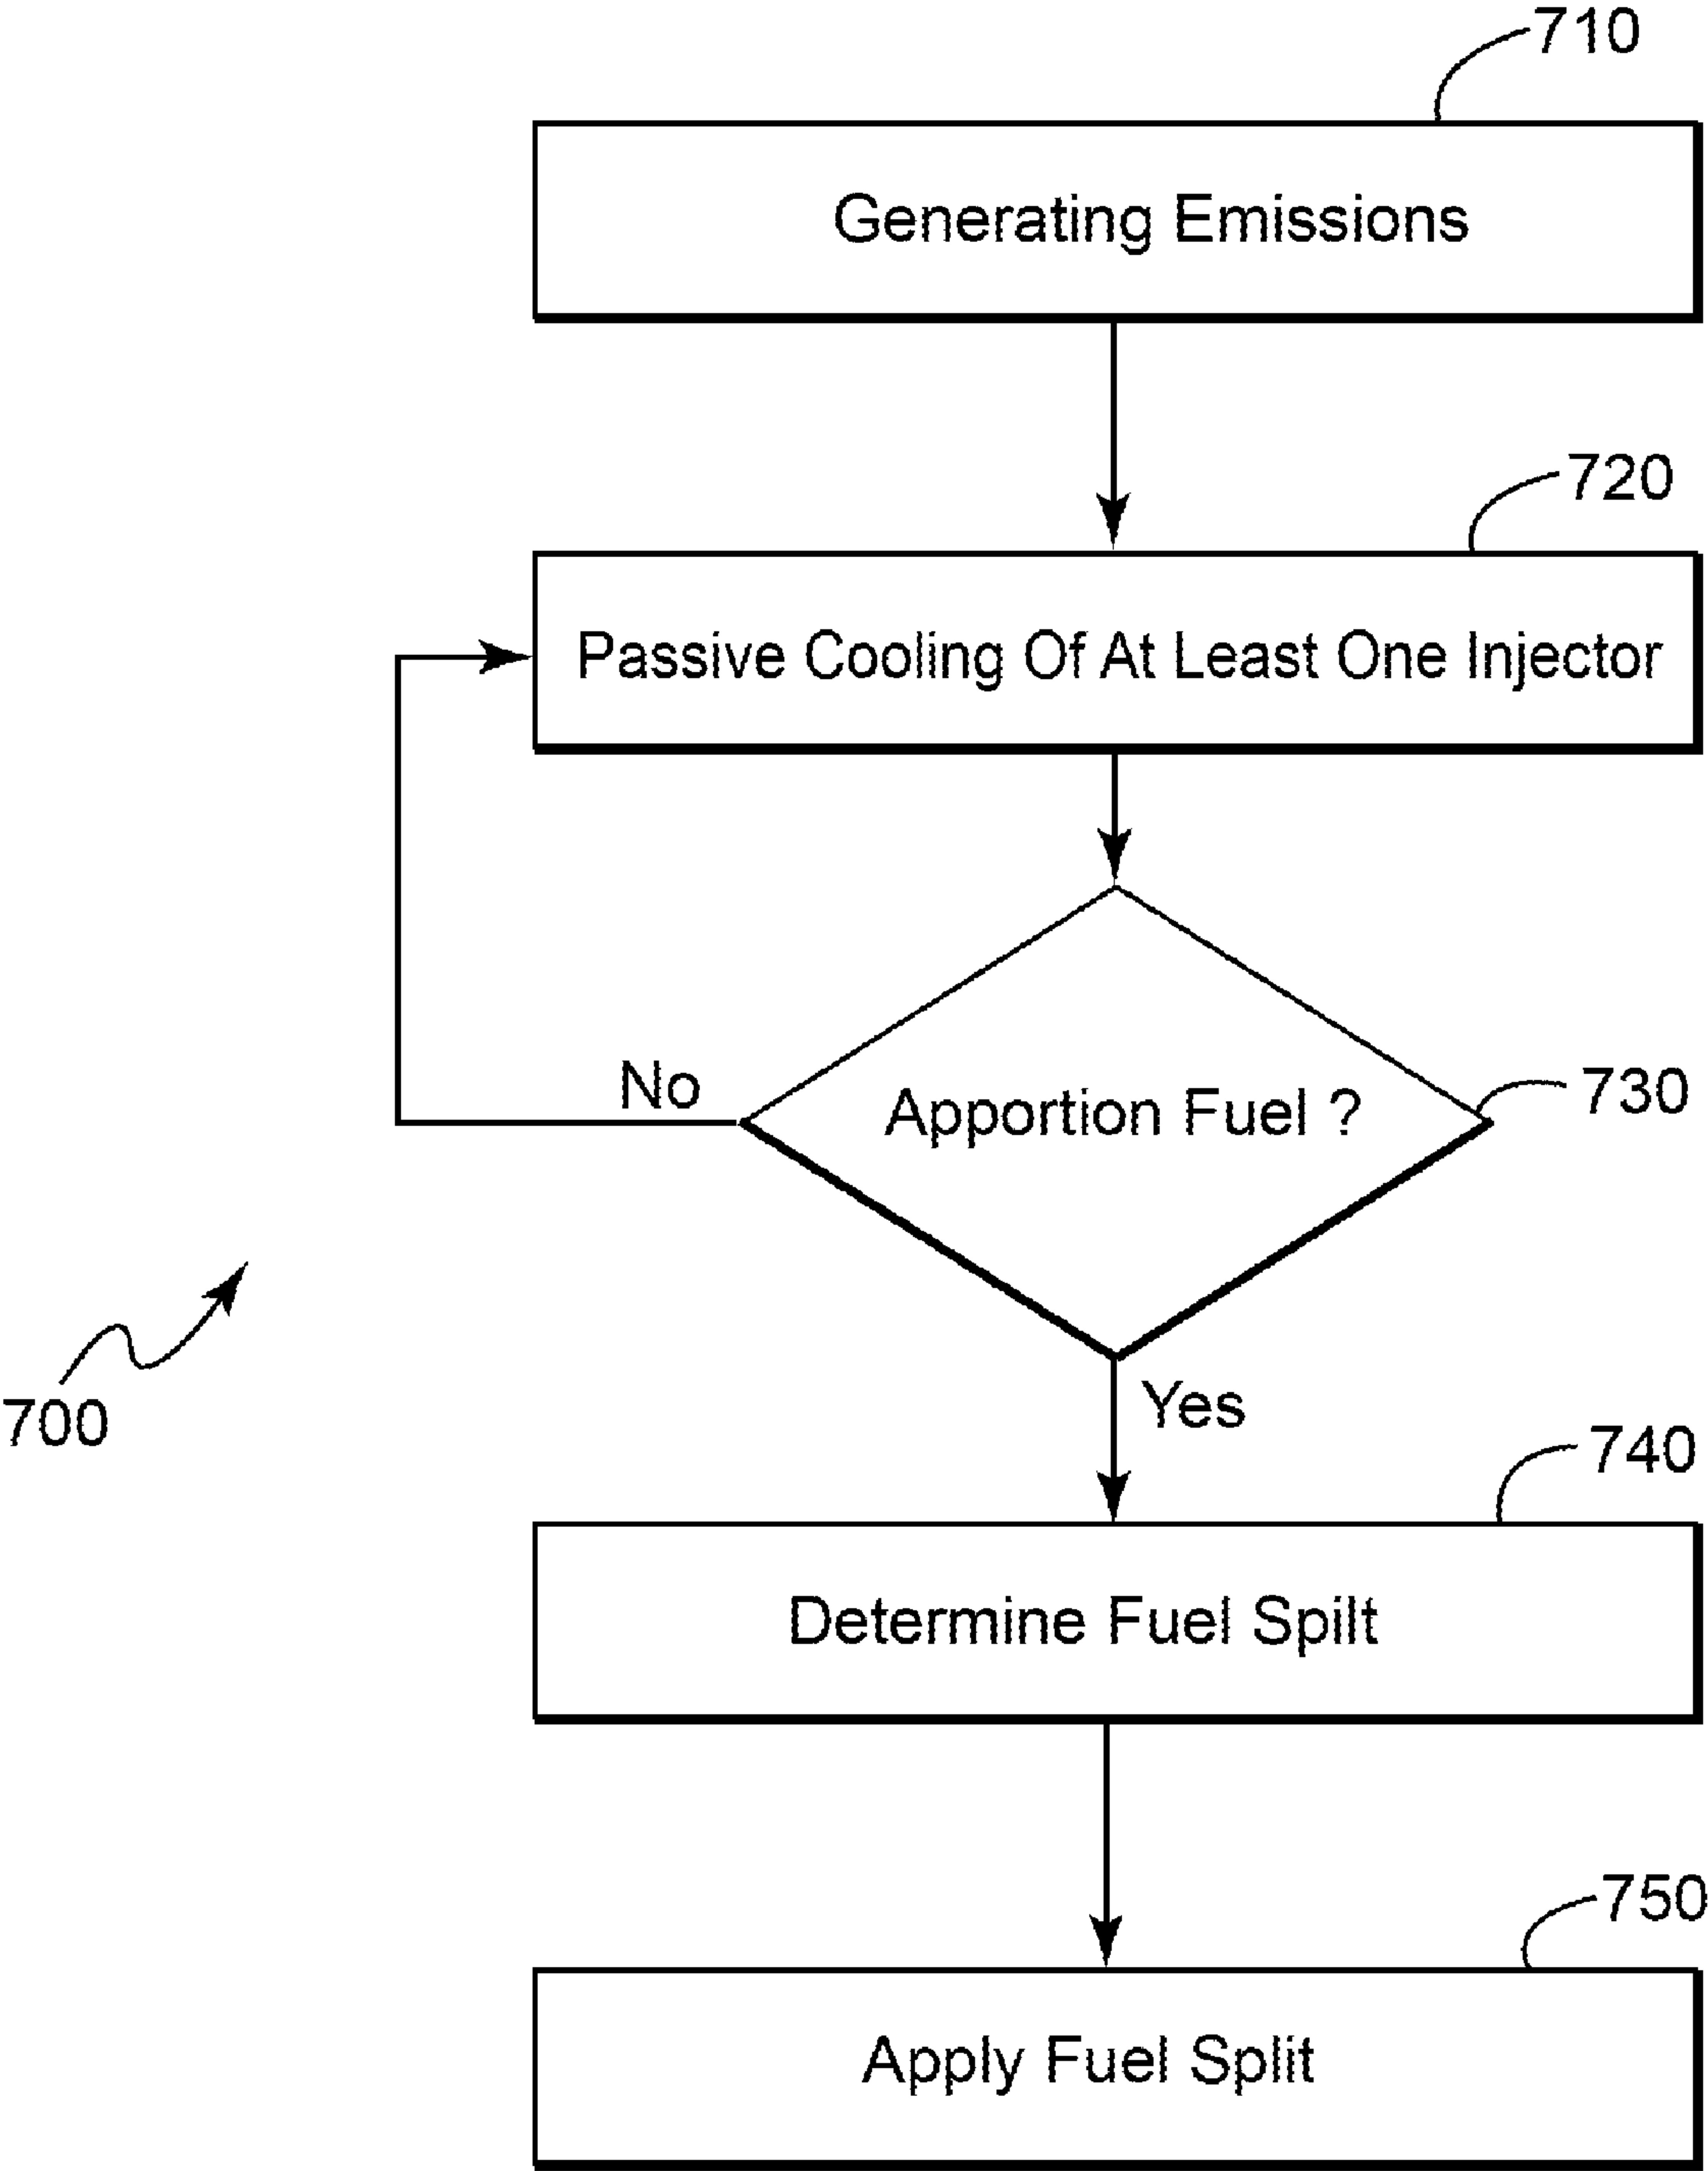 710
Generating Emissions
720
Passive Cooling Of At Least One Injector
No
Apportion Fuel ?
730
Yes
700
740
Determine Fuel Spilt
750
Apply Fuel Split